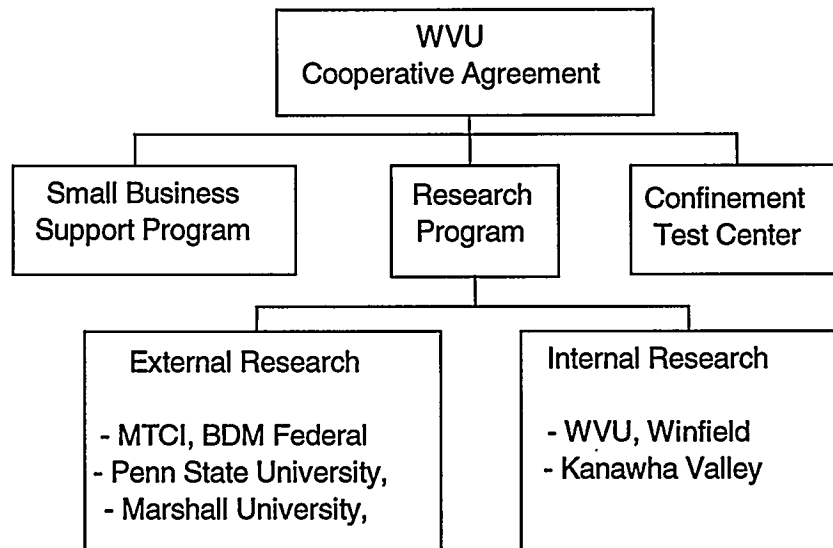 WVU
Cooperative Agreement
Small Business
Support Program
Research
Program
Confinement
Test Center
External Research
- MTCI, BDM Federal
- Penn State University,
- Marshall University,
Internal Research
- WVU, Winfield
- Kanawha Valley